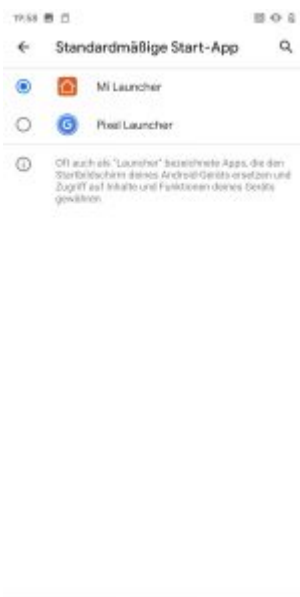 19:58
Standardmäßige Start-App
Mi Launcher
Pixel Launcher
Oft auch als "Launcher" bezeichnete Apps, die den
Startbildschirm deines Android-Geräts ersetzen und
Zugriff auf Inhalte und Funktionen deines Geräts
gewähren